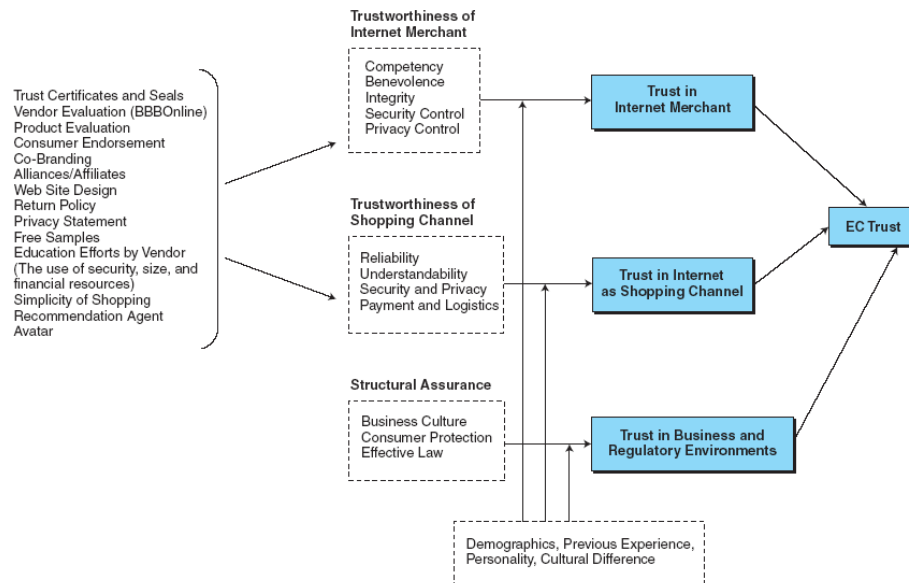 Trust Certificates and Seals
Vendor Evaluation (BBBOnline)
Product Evaluation
Consumer Endorsement
Co-Branding
Alliances/Affiliates
Web Site Design
Return Policy
Privacy Statement
Free Samples
Education Efforts by Vendor
(The use of security, size, and
financial resources)
Simplicity of Shopping
Recommendation Agent
Avatar
Trustworthiness of
Internet Merchant
Competency
Benevolence
Integrity
Security Control
Privacy Control
Trust in
Internet Merchant
Trustworthiness of
Shopping Channel
Reliability
Understandability
Security and Privacy
Payment and Logistics
Trust in Internet
as Shopping Channel
EC Trust
Structural Assurance
Business Culture
Consumer Protection
Effective Law
Trust in Business and
Regulatory Environments
Demographics, Previous Experience,
Personality, Cultural Difference